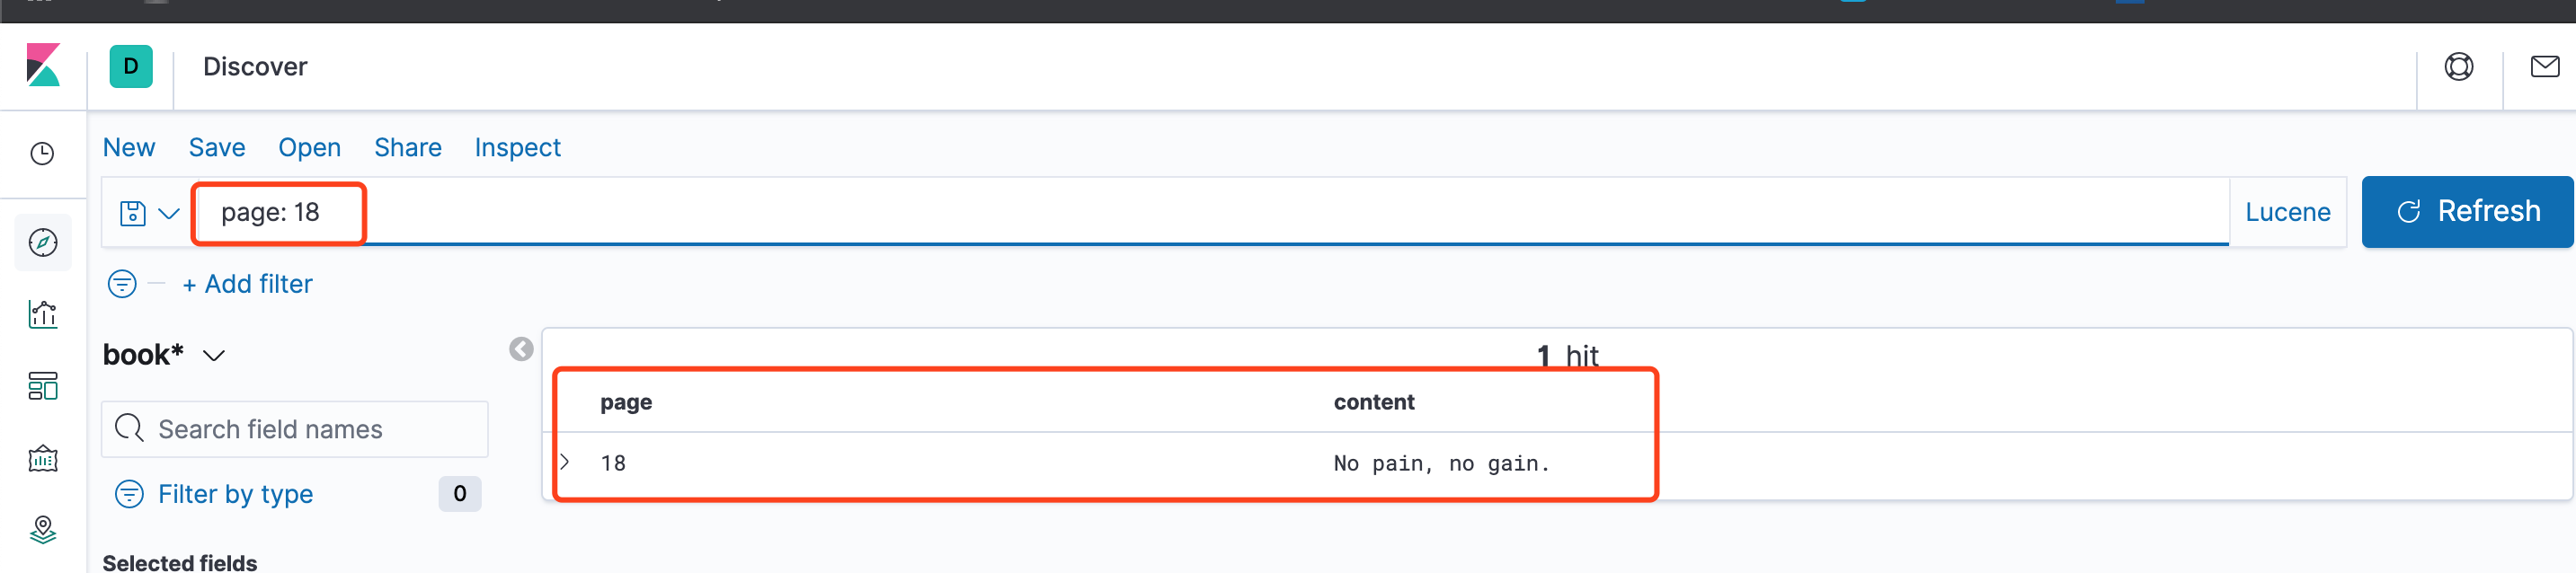 D Discover
New Save Open Share Inspect
page: 18 Lucene Refresh
+ Add filter
book*
1 hit
page content
Search field names
18 No pain, no gain.
Filter by type 0
Selected fields